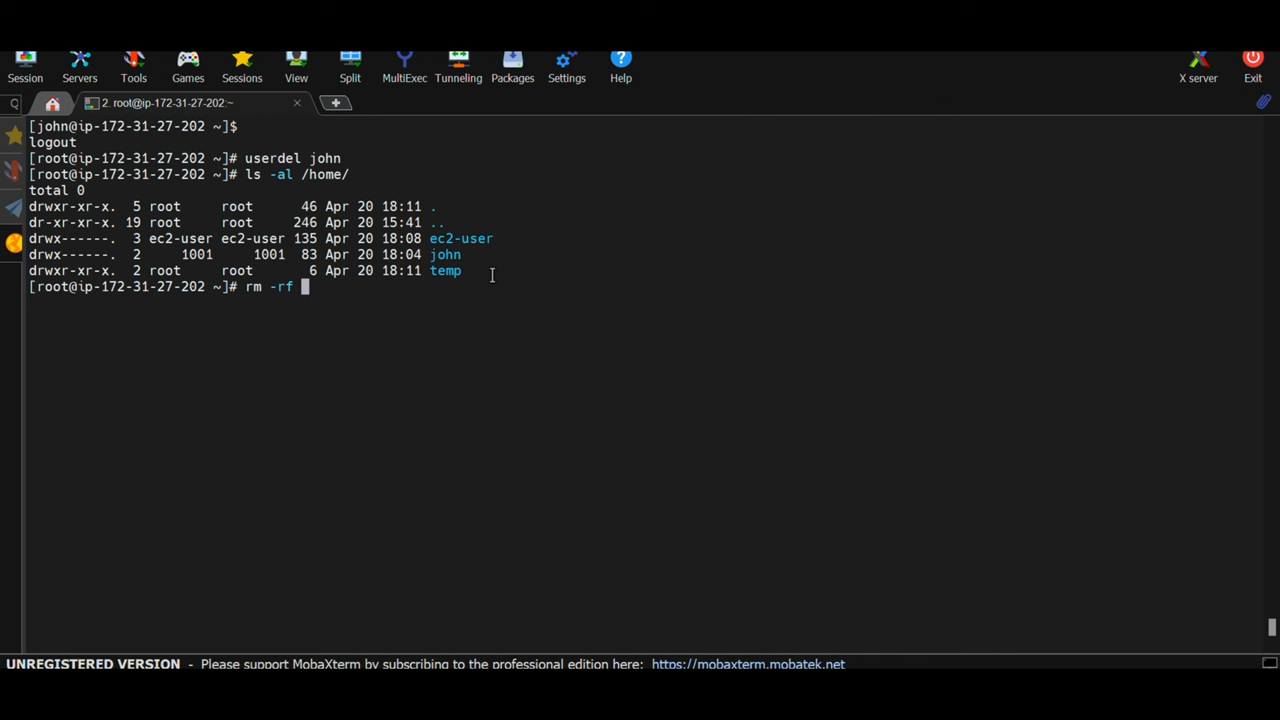 Session Servers Tools Games Sessions View Split MultiExec Tunneling Packages Settings Help X server Exit
2. root@ip-172-31-27-202:~
[john@ip-172-31-27-202 ~]$
logout
[root@ip-172-31-27-202 ~]# userdel john
[root@ip-172-31-27-202 ~]# ls -al /home/
total 0
drwxr-xr-x.  5 root     root      46 Apr 20 18:11 .
dr-xr-xr-x. 19 root     root     246 Apr 20 15:41 ..
drwx------.  3 ec2-user ec2-user 135 Apr 20 18:08 ec2-user
drwx------.  2     1001     1001  83 Apr 20 18:04 john
drwxr-xr-x.  2 root     root       6 Apr 20 18:11 temp
[root@ip-172-31-27-202 ~]# rm -rf
UNREGISTERED VERSION - Please support MobaXterm by subscribing to the professional edition here: https://mobaxterm.mobatek.net